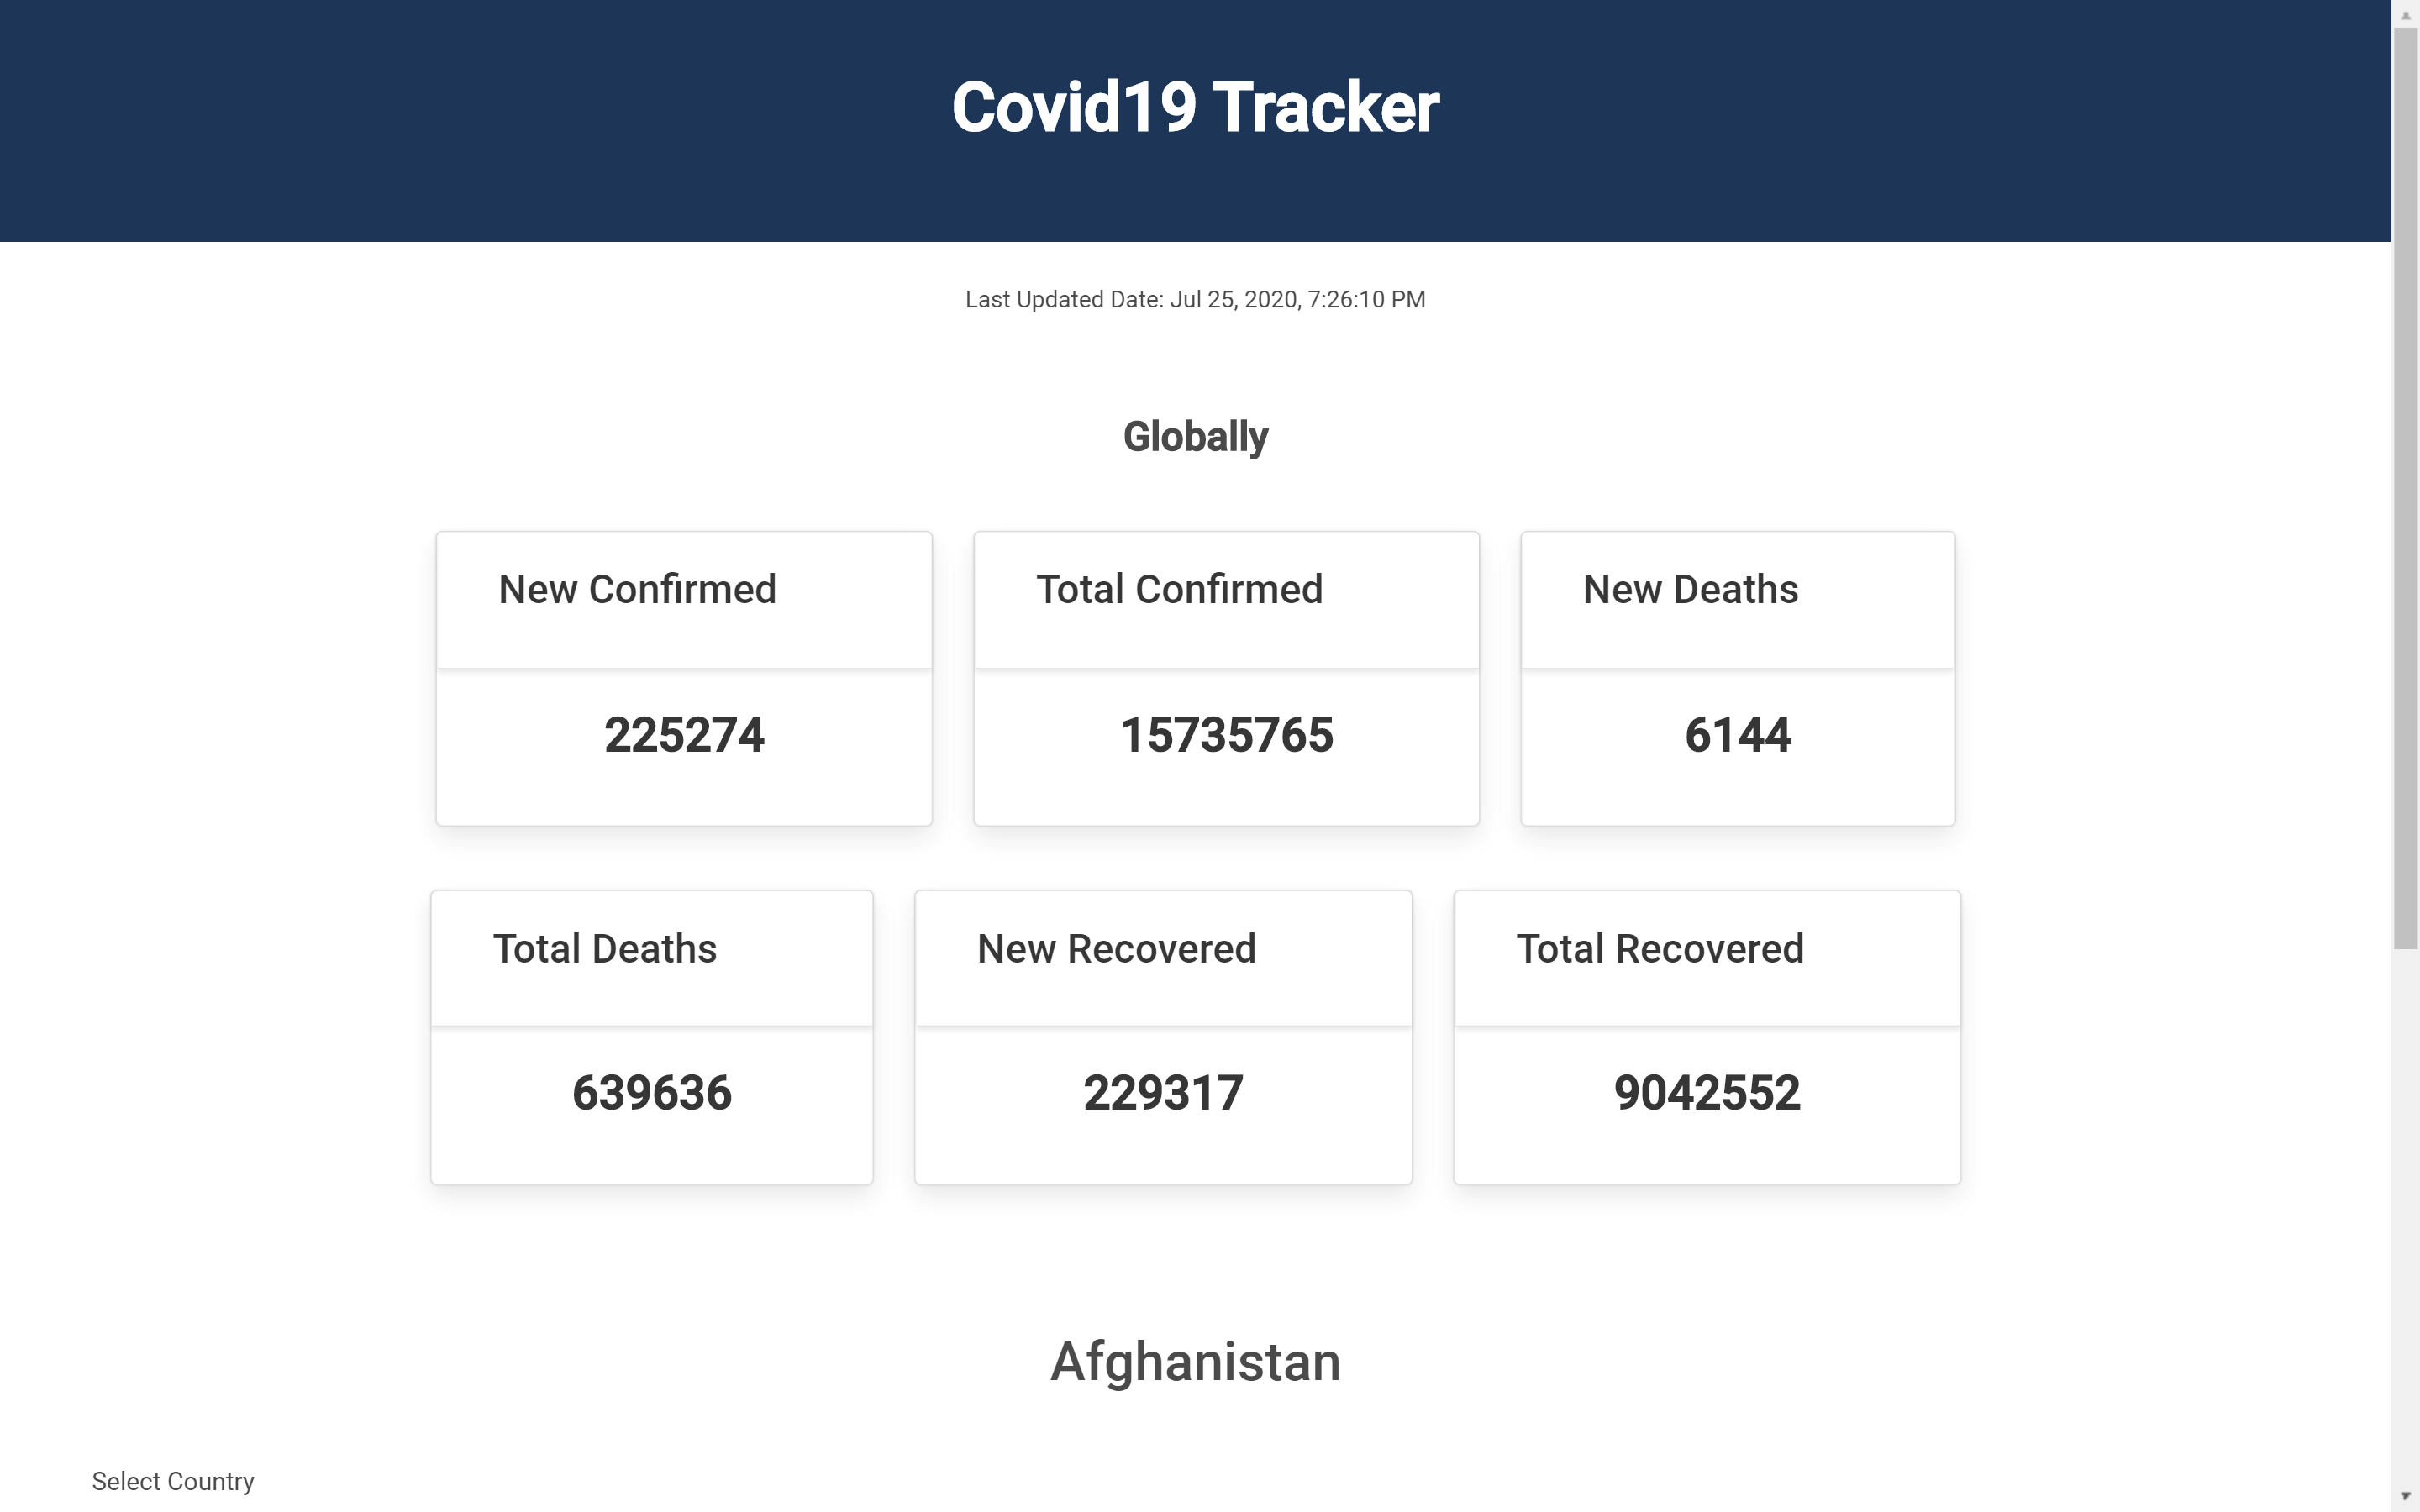 Covid19 Tracker
Last Updated Date: Jul 25, 2020, 7:26:10 PM
Globally
New Confirmed
225274
Total Confirmed
15735765
New Deaths
6144
Total Deaths
639636
New Recovered
229317
Total Recovered
9042552
Afghanistan
Select Country